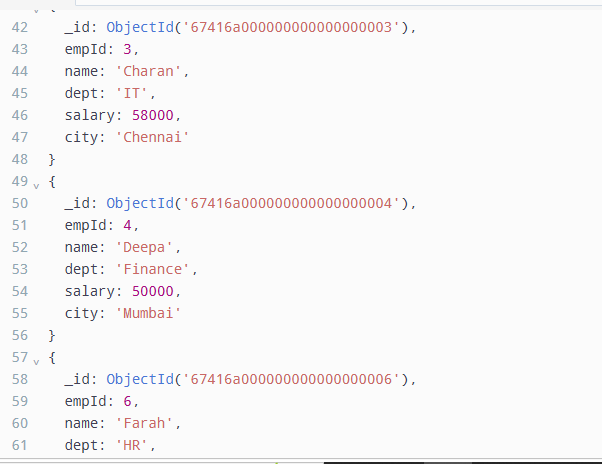 42 _id: ObjectId('67416a000000000000000003'),
43 empId: 3,
44 name: 'Charan',
45 dept: 'IT',
46 salary: 58000,
47 city: 'Chennai'
48 }
49 {
50 _id: ObjectId('67416a000000000000000004'),
51 empId: 4,
52 name: 'Deepa',
53 dept: 'Finance',
54 salary: 50000,
55 city: 'Mumbai'
56 }
57 {
58 _id: ObjectId('67416a000000000000000006'),
59 empId: 6,
60 name: 'Farah',
61 dept: 'HR',